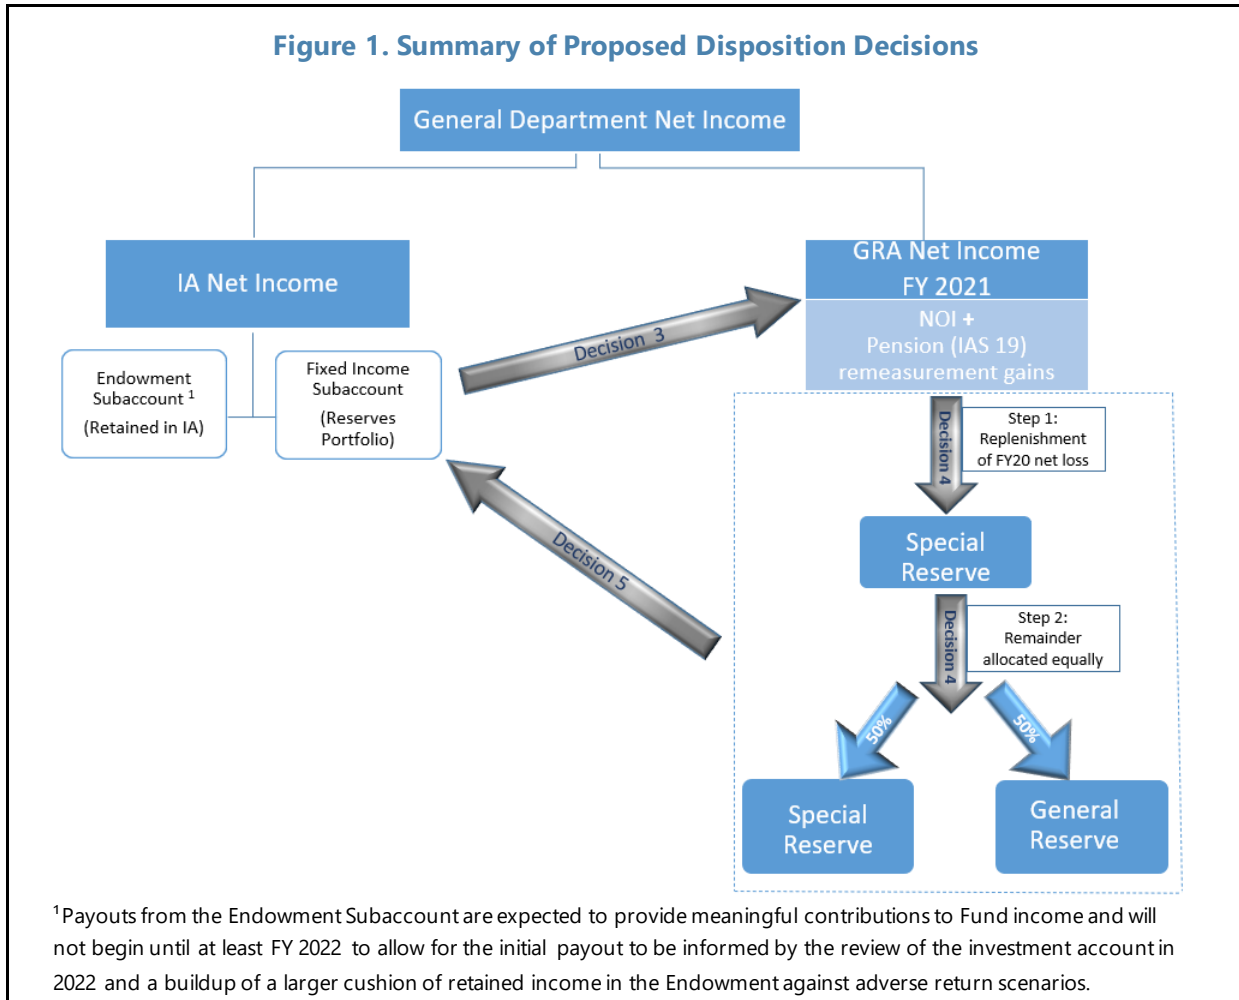 Figure 1. Summary of Proposed Disposition Decisions
General Department Net Income
IA Net Income
GRA Net Income
FY 2021
NOI +
Pension (IAS 19)
remeasurement gains
Endowment
Subaccount 1
(Retained in IA)
Fixed Income
Subaccount
(Reserves
Portfolio)
Decision 3
Decision 4
Step 1:
Replenishment
of FY20 net loss
Special
Reserve
Decision 5
Decision 4
Step 2:
Remainder
allocated equally
50%
50%
Special
Reserve
General
Reserve
1 Payouts from the Endowment Subaccount are expected to provide meaningful contributions to Fund income and will
not begin until at least FY 2022 to allow for the initial payout to be informed by the review of the investment account in
2022 and a buildup of a larger cushion of retained income in the Endowment against adverse return scenarios.